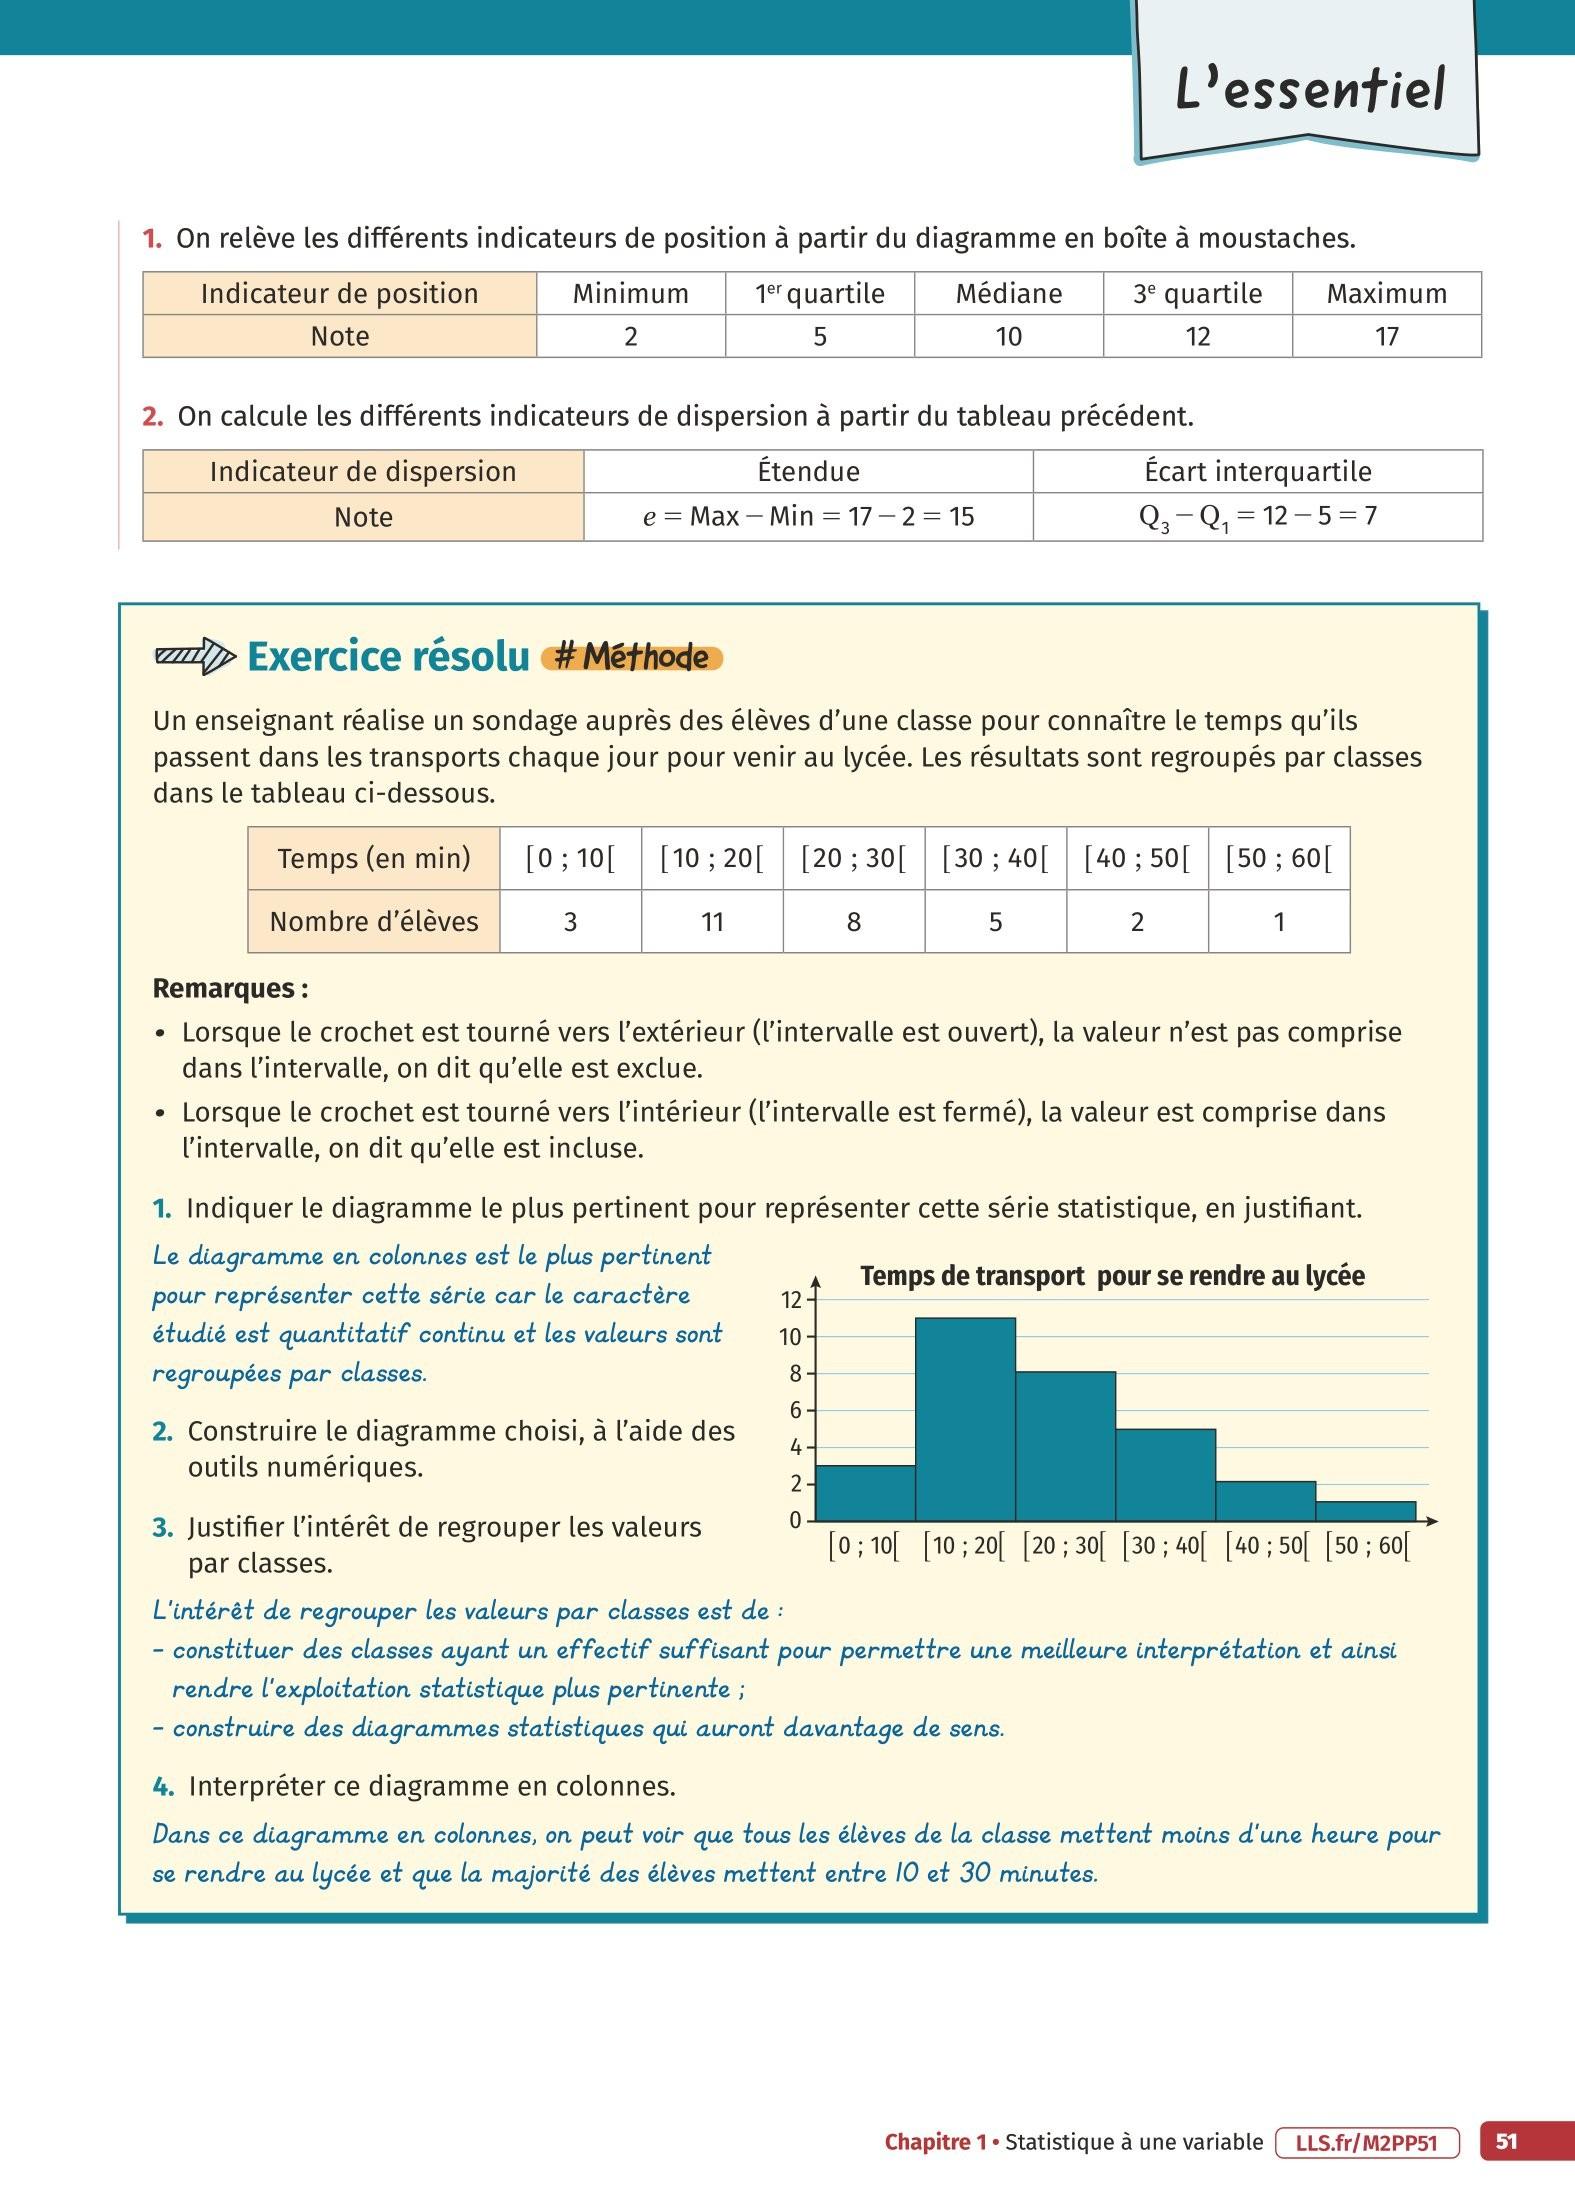 L'essentiel
1. On relève les différents indicateurs de position à partir du diagramme en boîte à moustaches.
Indicateur de position Minimum 1er quartile Médiane 3e quartile Maximum
Note 2 5 10 12 17
2. On calcule les différents indicateurs de dispersion à partir du tableau précédent.
Indicateur de dispersion Étendue Écart interquartile
Note e = Max – Min = 17 – 2 = 15 Q3 – Q1 = 12 – 5 = 7
Exercice résolu # Méthode
Un enseignant réalise un sondage auprès des élèves d'une classe pour connaître le temps qu'ils
passent dans les transports chaque jour pour venir au lycée. Les résultats sont regroupés par classes
dans le tableau ci-dessous.
Temps (en min) [0 ; 10[ [10 ; 20[ [20 ; 30[ [30 ; 40[ [40 ; 50[ [50 ; 60[
Nombre d'élèves 3 11 8 5 2 1
Remarques :
• Lorsque le crochet est tourné vers l'extérieur (l'intervalle est ouvert), la valeur n'est pas comprise
dans l'intervalle, on dit qu'elle est exclue.
• Lorsque le crochet est tourné vers l'intérieur (l'intervalle est fermé), la valeur est comprise dans
l'intervalle, on dit qu'elle est incluse.
1. Indiquer le diagramme le plus pertinent pour représenter cette série statistique, en justifiant.
Le diagramme en colonnes est le plus pertinent
pour représenter cette série car le caractère
étudié est quantitatif continu et les valeurs sont
regroupées par classes.
2. Construire le diagramme choisi, à l'aide des
outils numériques.
3. Justifier l'intérêt de regrouper les valeurs
par classes.
Temps de transport pour se rendre au lycée
12
10
8
6
4
2
0
[0 ; 10[ [10 ; 20[ [20 ; 30[ [30 ; 40[ [40 ; 50[ [50 ; 60[
L'intérêt de regrouper les valeurs par classes est de :
- constituer des classes ayant un effectif suffisant pour permettre une meilleure interprétation et ainsi
rendre l'exploitation statistique plus pertinente ;
- construire des diagrammes statistiques qui auront davantage de sens.
4. Interpréter ce diagramme en colonnes.
Dans ce diagramme en colonnes, on peut voir que tous les élèves de la classe mettent moins d'une heure pour
se rendre au lycée et que la majorité des élèves mettent entre 10 et 30 minutes.
Chapitre 1 • Statistique à une variable LLS.fr/M2PP51 51